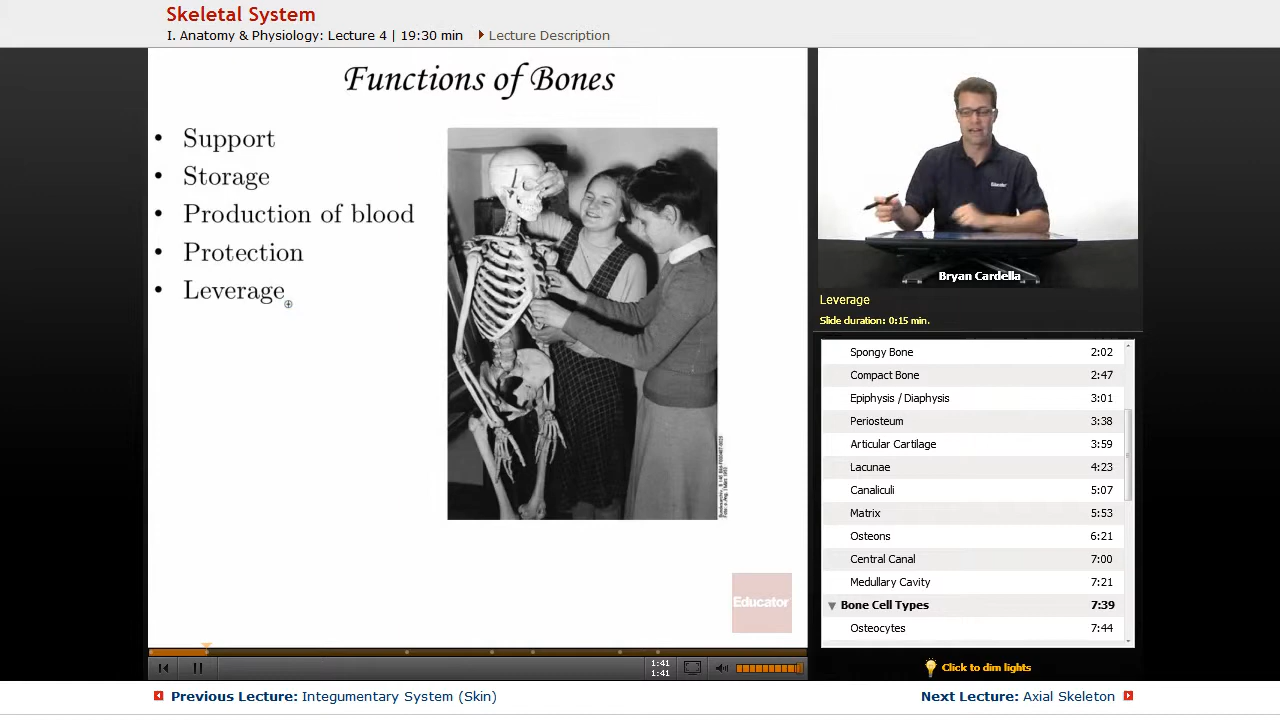 Skeletal System
I. Anatomy & Physiology: Lecture 4 | 19:30 min
Lecture Description
Functions of Bones
• Support
• Storage
• Production of blood
• Protection
• Leverage
Educator
Bryan Cardella
Leverage
Slide duration: 0:15 min.
Spongy Bone 2:02
Compact Bone 2:47
Epiphysis / Diaphysis 3:01
Periosteum 3:38
Articular Cartilage 3:59
Lacunae 4:23
Canaliculi 5:07
Matrix 5:53
Osteons 6:21
Central Canal 7:00
Medullary Cavity 7:21
Bone Cell Types 7:39
Osteocytes 7:44
1:41
1:41
Click to dim lights
Previous Lecture: Integumentary System (Skin)
Next Lecture: Axial Skeleton